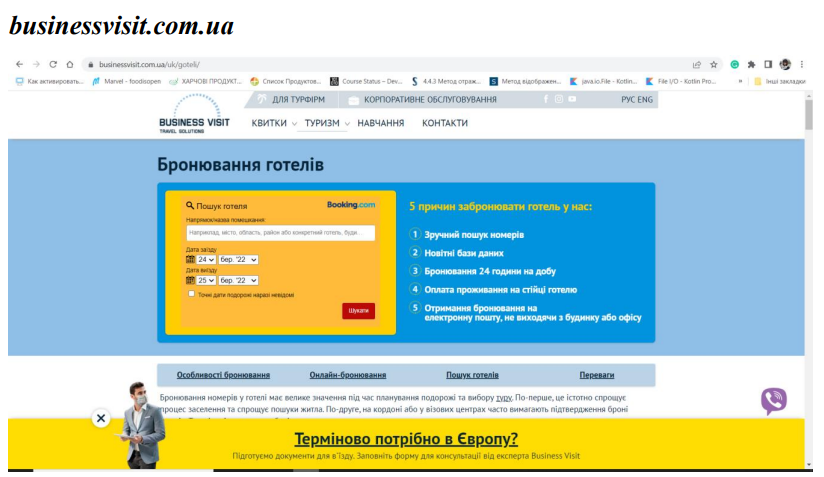 businessvisit.com.ua
businessvisit.com.ua/uk/goteli/
Как активировать... Marvel - foodisopen ХАРЧОВІ ПРОДУКТ... Список Продуктов... Course Status – Dev... 4.4.3 Метод отраж... Метод відображен... java.io.File - Kotlin... File I/O - Kotlin Pro... » Інші закладки
ДЛЯ ТУРФІРМ КОРПОРАТИВНЕ ОБСЛУГОВУВАННЯ РУС ENG
BUSINESS VISIT
TRAVEL SOLUTIONS
КВИТКИ ТУРИЗМ НАВЧАННЯ КОНТАКТИ
Бронювання готелів
Пошук готеля Booking.com
Напрямок/назва помешкання:
Наприклад, місто, область, район або конкретний готель, буди
Дата заїзду
24 бер. '22
Дата виїзду
25 бер. '22
Точні дати подорожі наразі невідомі
Шукати
5 причин забронювати готель у нас:
1 Зручний пошук номерів
2 Новітні бази даних
3 Бронювання 24 години на добу
4 Оплата проживання на стійці готелю
5 Отримання бронювання на
електронну пошту, не виходячи з будинку або офісу
Особливості бронювання Онлайн-бронювання Пошук готелів Переваги
Бронювання номерів у готелі має велике значення під час планування подорожі та вибору туру. По-перше, це істотно спрощує
процес заселення та спрощує пошуки житла. По-друге, на кордоні або у візових центрах часто вимагають підтвердження броні
Терміново потрібно в Європу?
Підготуємо документи для в'їзду. Заповніть форму для консультації від експерта Business Visit